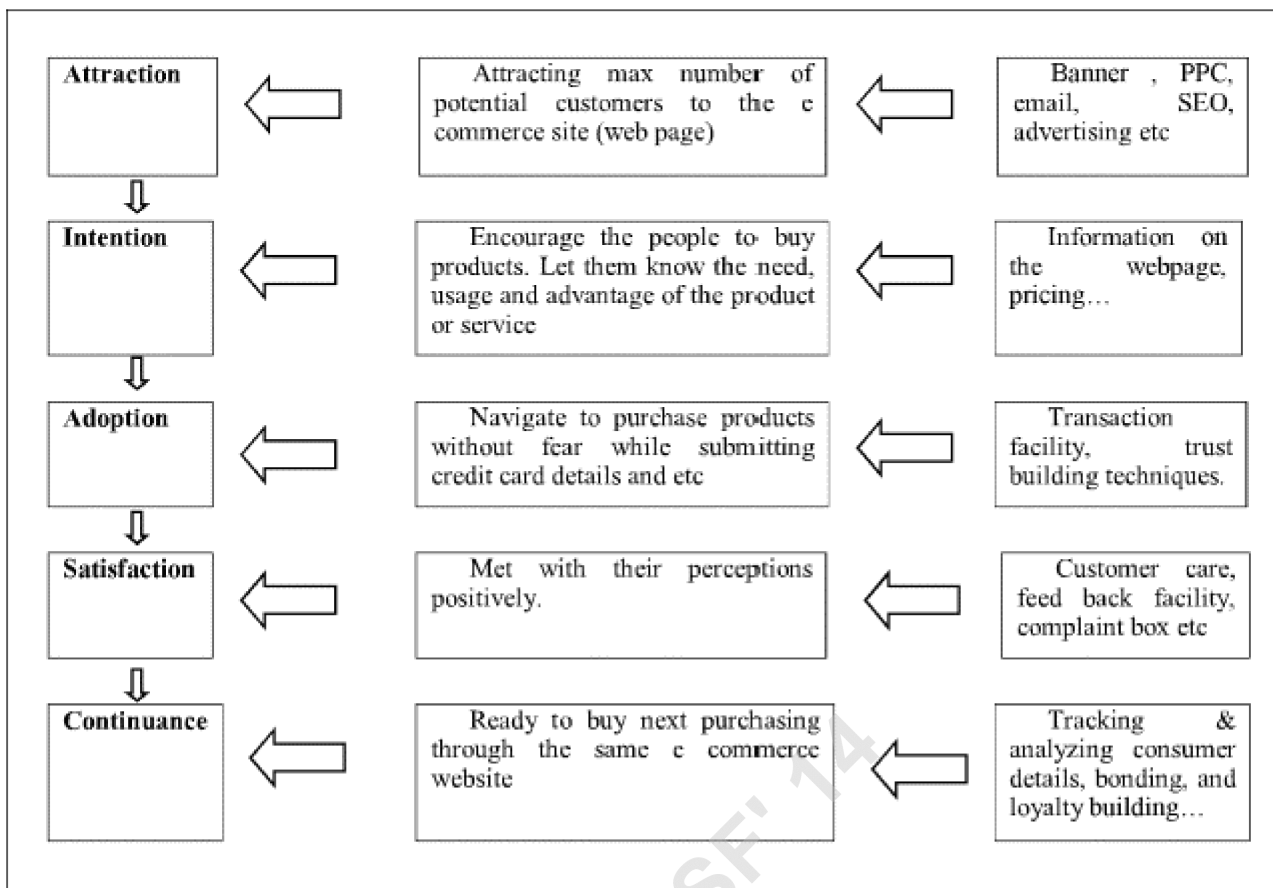 Attraction
Attracting max number of
potential customers to the e
commerce site (web page)
Banner , PPC,
email, SEO,
advertising etc
Intention
Encourage the people to buy
products. Let them know the need,
usage and advantage of the product
or service
Information on
the webpage,
pricing…
Adoption
Navigate to purchase products
without fear while submitting
credit card details and etc
Transaction
facility, trust
building techniques.
Satisfaction
Met with their perceptions
positively.
Customer care,
feed back facility,
complaint box etc
Continuance
Ready to buy next purchasing
through the same e commerce
website
Tracking &
analyzing consumer
details, bonding, and
loyalty building…
SF' 14